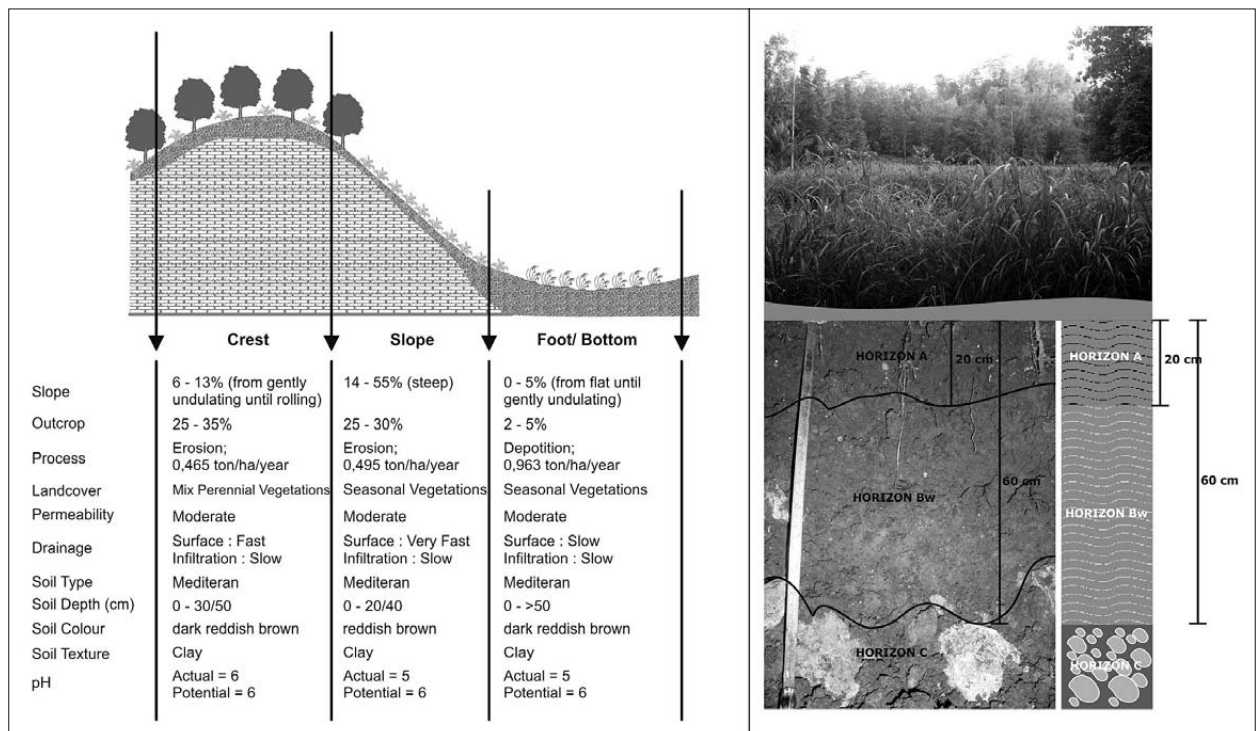 Crest Slope Foot/ Bottom
Slope
6 - 13% (from gently
undulating until rolling)
14 - 55% (steep)
0 - 5% (from flat until
gently undulating)
Outcrop
25 - 35%
25 - 30%
2 - 5%
Process
Erosion;
0,465 ton/ha/year
Erosion;
0,495 ton/ha/year
Depotition;
0,963 ton/ha/year
Landcover
Mix Perennial Vegetations
Seasonal Vegetations
Seasonal Vegetations
Permeability
Moderate
Moderate
Moderate
Drainage
Surface : Fast
Infiltration : Slow
Surface : Very Fast
Infiltration : Slow
Surface : Slow
Infiltration : Slow
Soil Type
Mediteran
Mediteran
Mediteran
Soil Depth (cm)
0 - 30/50
0 - 20/40
0 - >50
Soil Colour
dark reddish brown
reddish brown
dark reddish brown
Soil Texture
Clay
Clay
Clay
pH
Actual = 6
Potential = 6
Actual = 5
Potential = 6
Actual = 5
Potential = 6
HORIZON A
20 cm
HORIZON A
20 cm
60 cm
60 cm
HORIZON Bw
HORIZON Bw
HORIZON C
HORIZON C